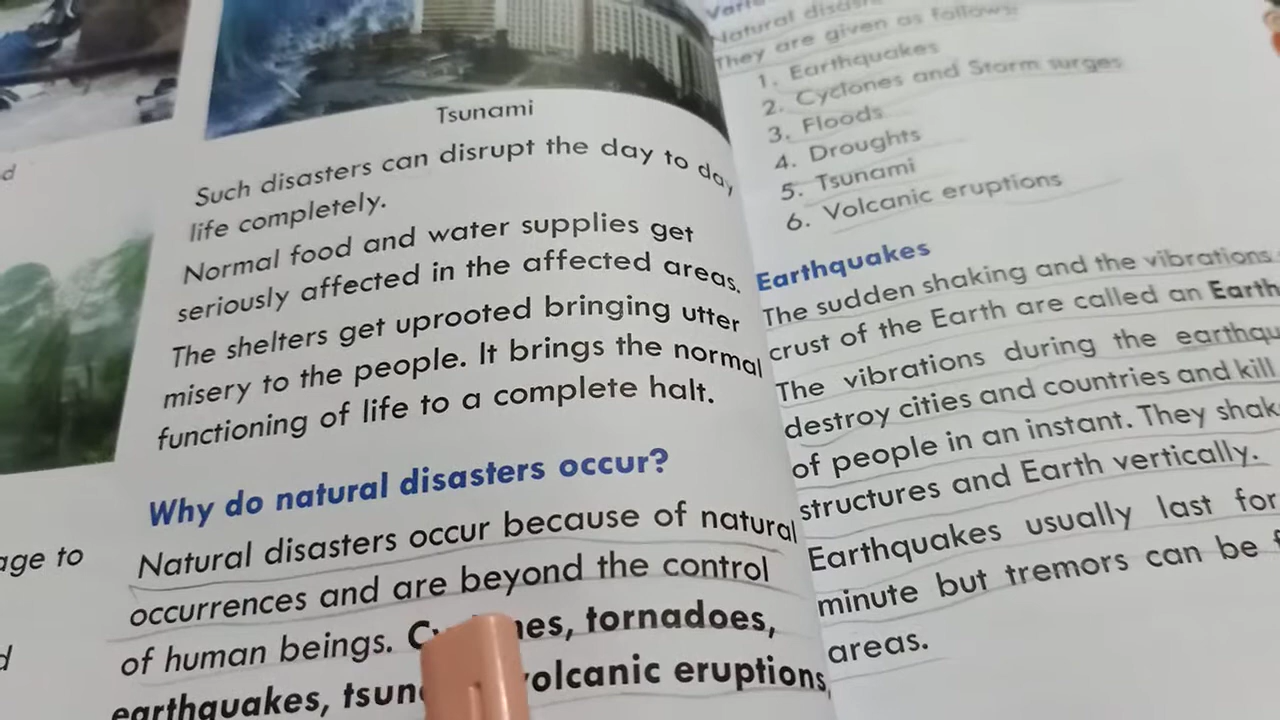 d
age to
d
Tsunami
Such disasters can disrupt the day to day
life completely.
Normal food and water supplies get
seriously affected in the affected areas.
The shelters get uprooted bringing utter
misery to the people. It brings the normal
functioning of life to a complete halt.
Why do natural disasters occur?
Natural disasters occur because of natural
occurrences and are beyond the control
of human beings. tornadoes,
earthquakes, volcanic eruptions,
Natural
They are given as follows:
1. Earthquakes
2. Cyclones and Storm surges
3. Floods
4. Droughts
5. Tsunami
6. Volcanic eruptions
Earthquakes
The sudden shaking and the vibrations
crust of the Earth are called an Earth
The vibrations during the earthqu
destroy cities and countries and kill
of people in an instant. They shak
structures and Earth vertically.
Earthquakes usually last for
minute but tremors can be
areas.